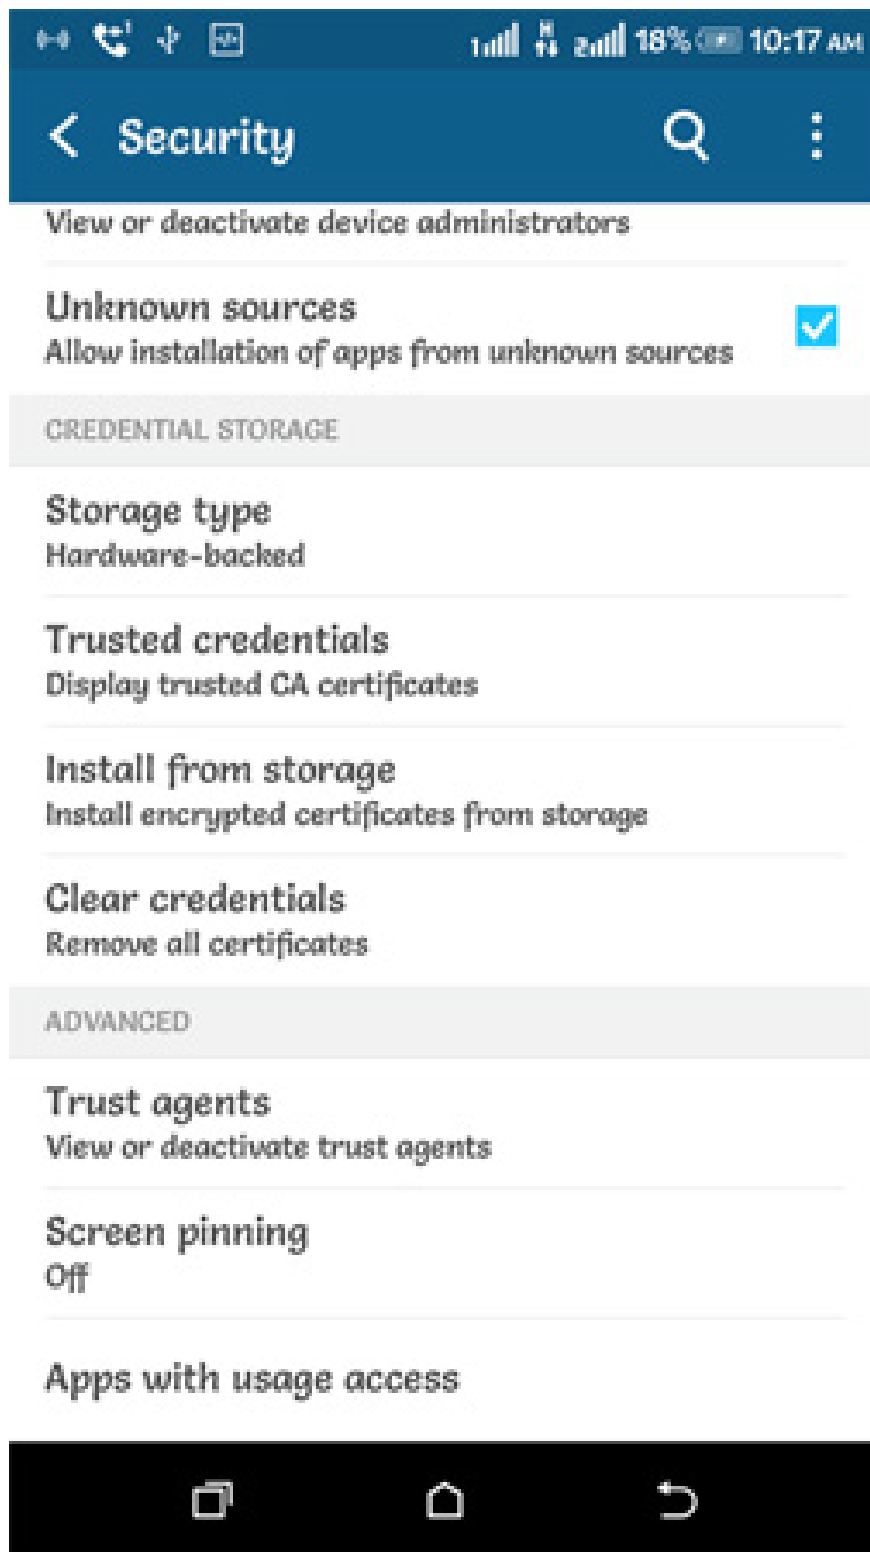 18% 10:17 AM
Security
View or deactivate device administrators
Unknown sources
Allow installation of apps from unknown sources
CREDENTIAL STORAGE
Storage type
Hardware-backed
Trusted credentials
Display trusted CA certificates
Install from storage
Install encrypted certificates from storage
Clear credentials
Remove all certificates
ADVANCED
Trust agents
View or deactivate trust agents
Screen pinning
Off
Apps with usage access